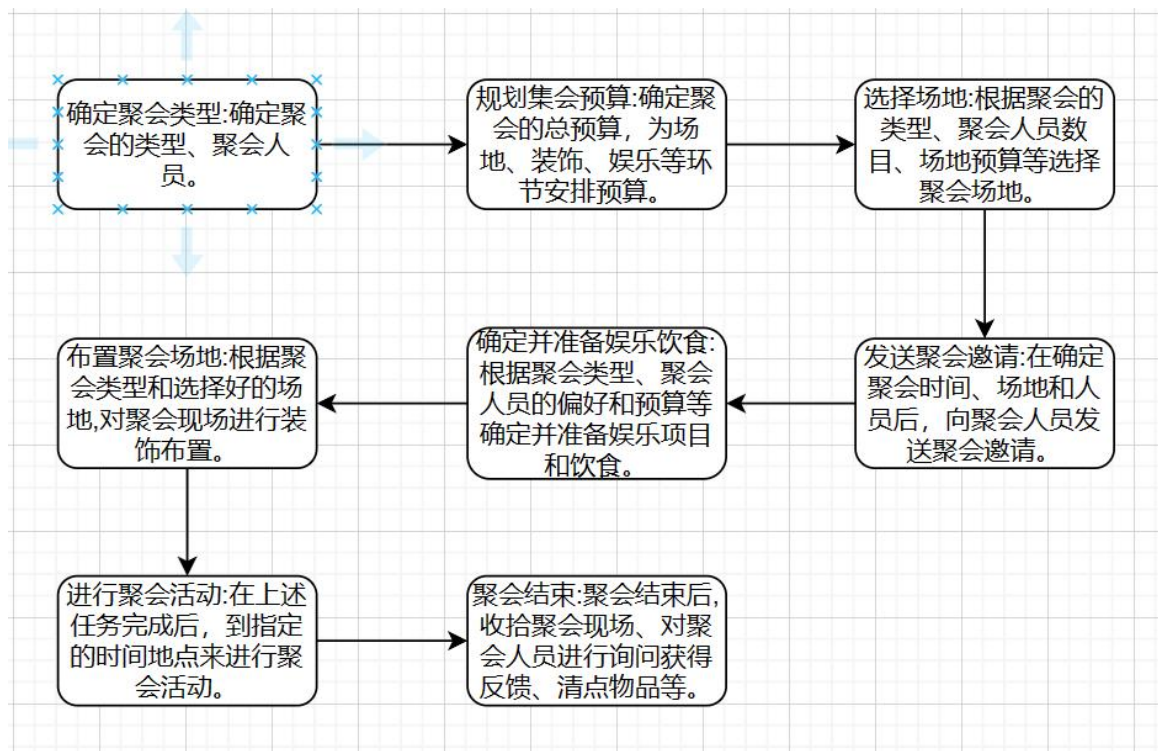 确定聚会类型:确定聚
会的类型、聚会人
员。
规划集会预算:确定聚
会的总预算，为场
地、装饰、娱乐等环
节安排预算。
选择场地:根据聚会的
类型、聚会人员数
目、场地预算等选择
聚会场地。
发送聚会邀请:在确定
聚会时间、场地和人
员后，向聚会人员发
送聚会邀请。
确定并准备娱乐饮食:
根据聚会类型、聚会
人员的偏好和预算等
确定并准备娱乐项目
和饮食。
布置聚会场地:根据聚
会类型和选择好的场
地,对聚会现场进行装
饰布置。
进行聚会活动:在上述
任务完成后，到指定
的时间地点来进行聚
会活动。
聚会结束:聚会结束后,
收拾聚会现场、对聚
会人员进行询问获得
反馈、清点物品等。